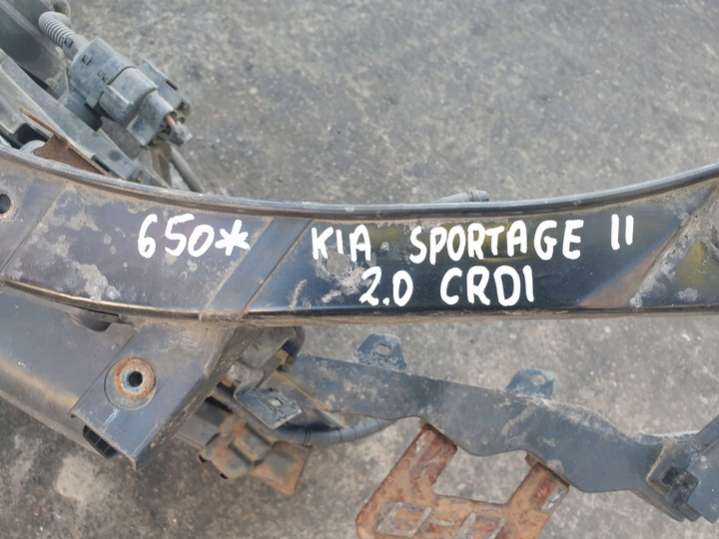 650* KIA SPORTAGE II
2.0 CRDI